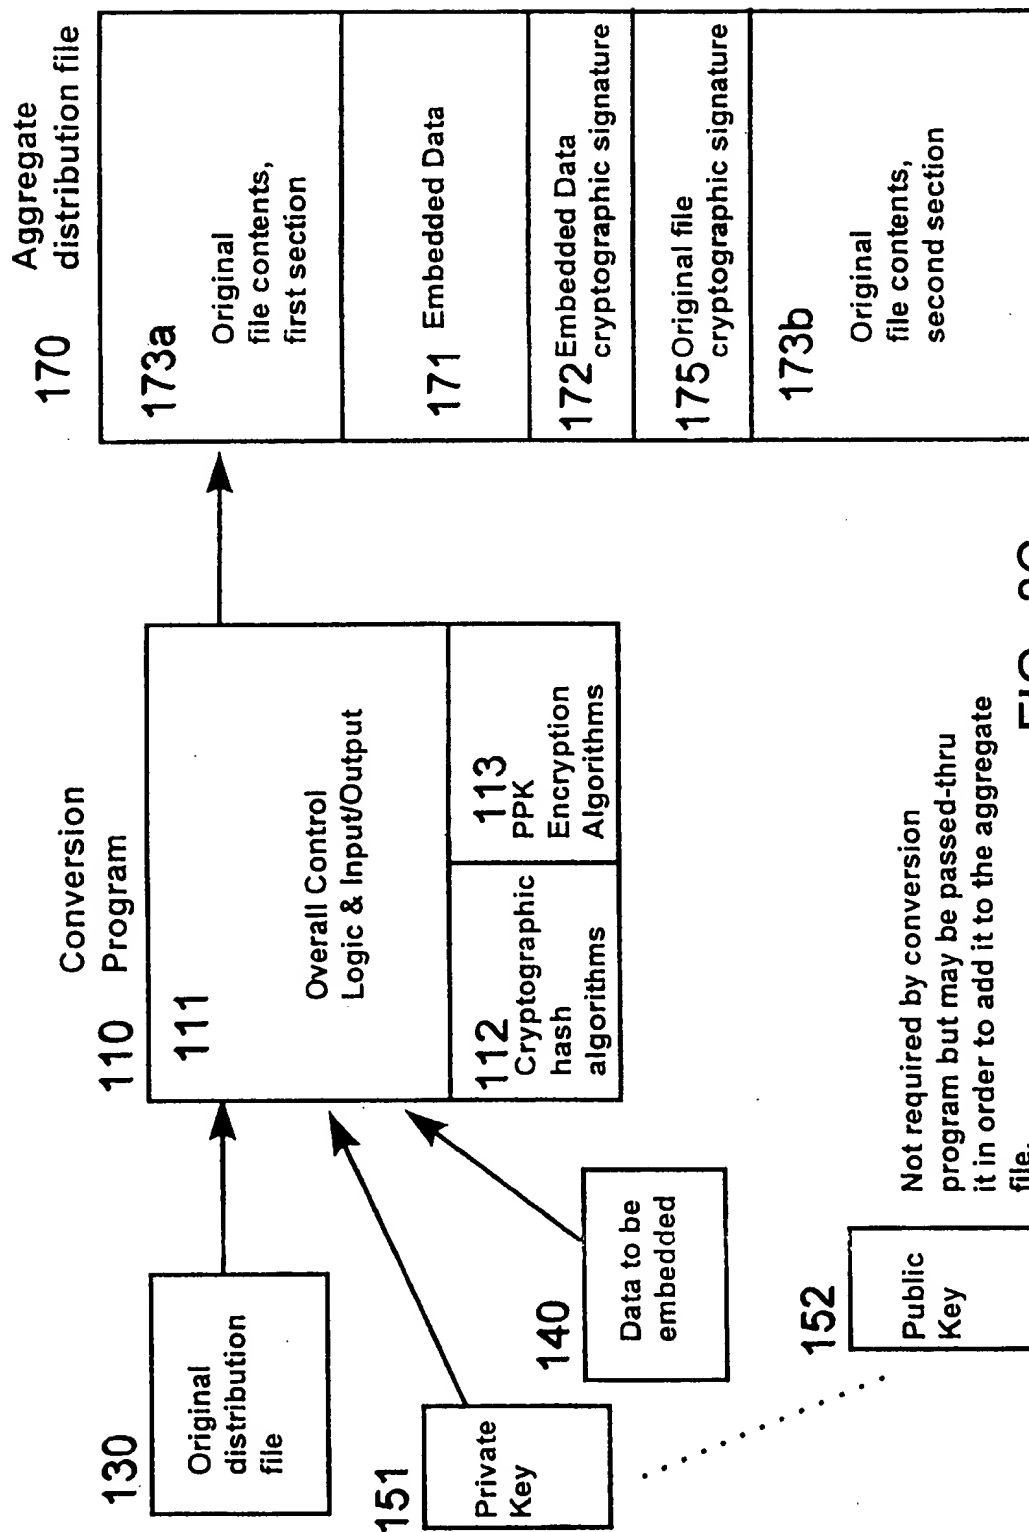 130
Original
distribution
file
151
Private
Key
140
Data to be
embedded
152
Public
Key
Not required by conversion
program but may be passed-thru
it in order to add it to the aggregate
file.
110
Conversion
Program
111
Overall Control
Logic & Input/Output
112
Cryptographic
hash
algorithms
113
PPK
Encryption
Algorithms
170
Aggregate
distribution file
173a
Original
file contents,
first section
171 Embedded Data
172 Embedded Data
cryptographic signature
175 Original file
cryptographic signature
173b
Original
file contents,
second section
FIG.